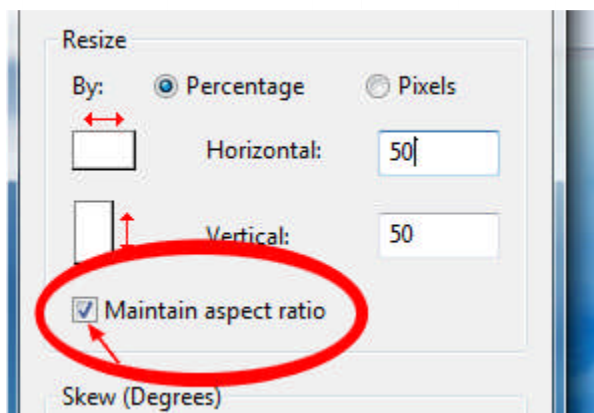 Resize
By: Percentage Pixels
Horizontal: 50
Vertical: 50
Maintain aspect ratio
Skew (Degrees)